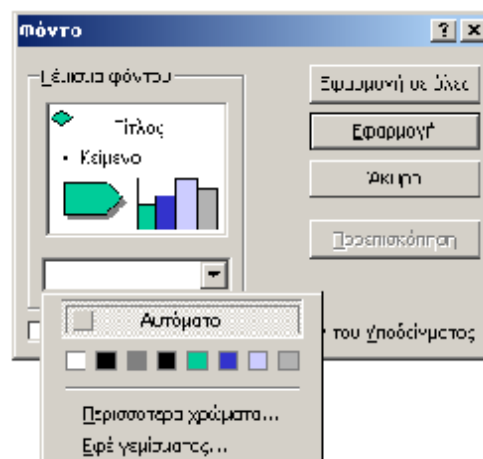 Φόντο
Γέμισμα φόντου
Τίτλος
• Κείμενο
Εφαρμογή σε όλες
Εφαρμογή
Άκυρο
Προεπισκόπηση
Αυτόματο
του Υποδείγματος
Περισσότερα χρώματα...
Εφέ γεμίσματος...